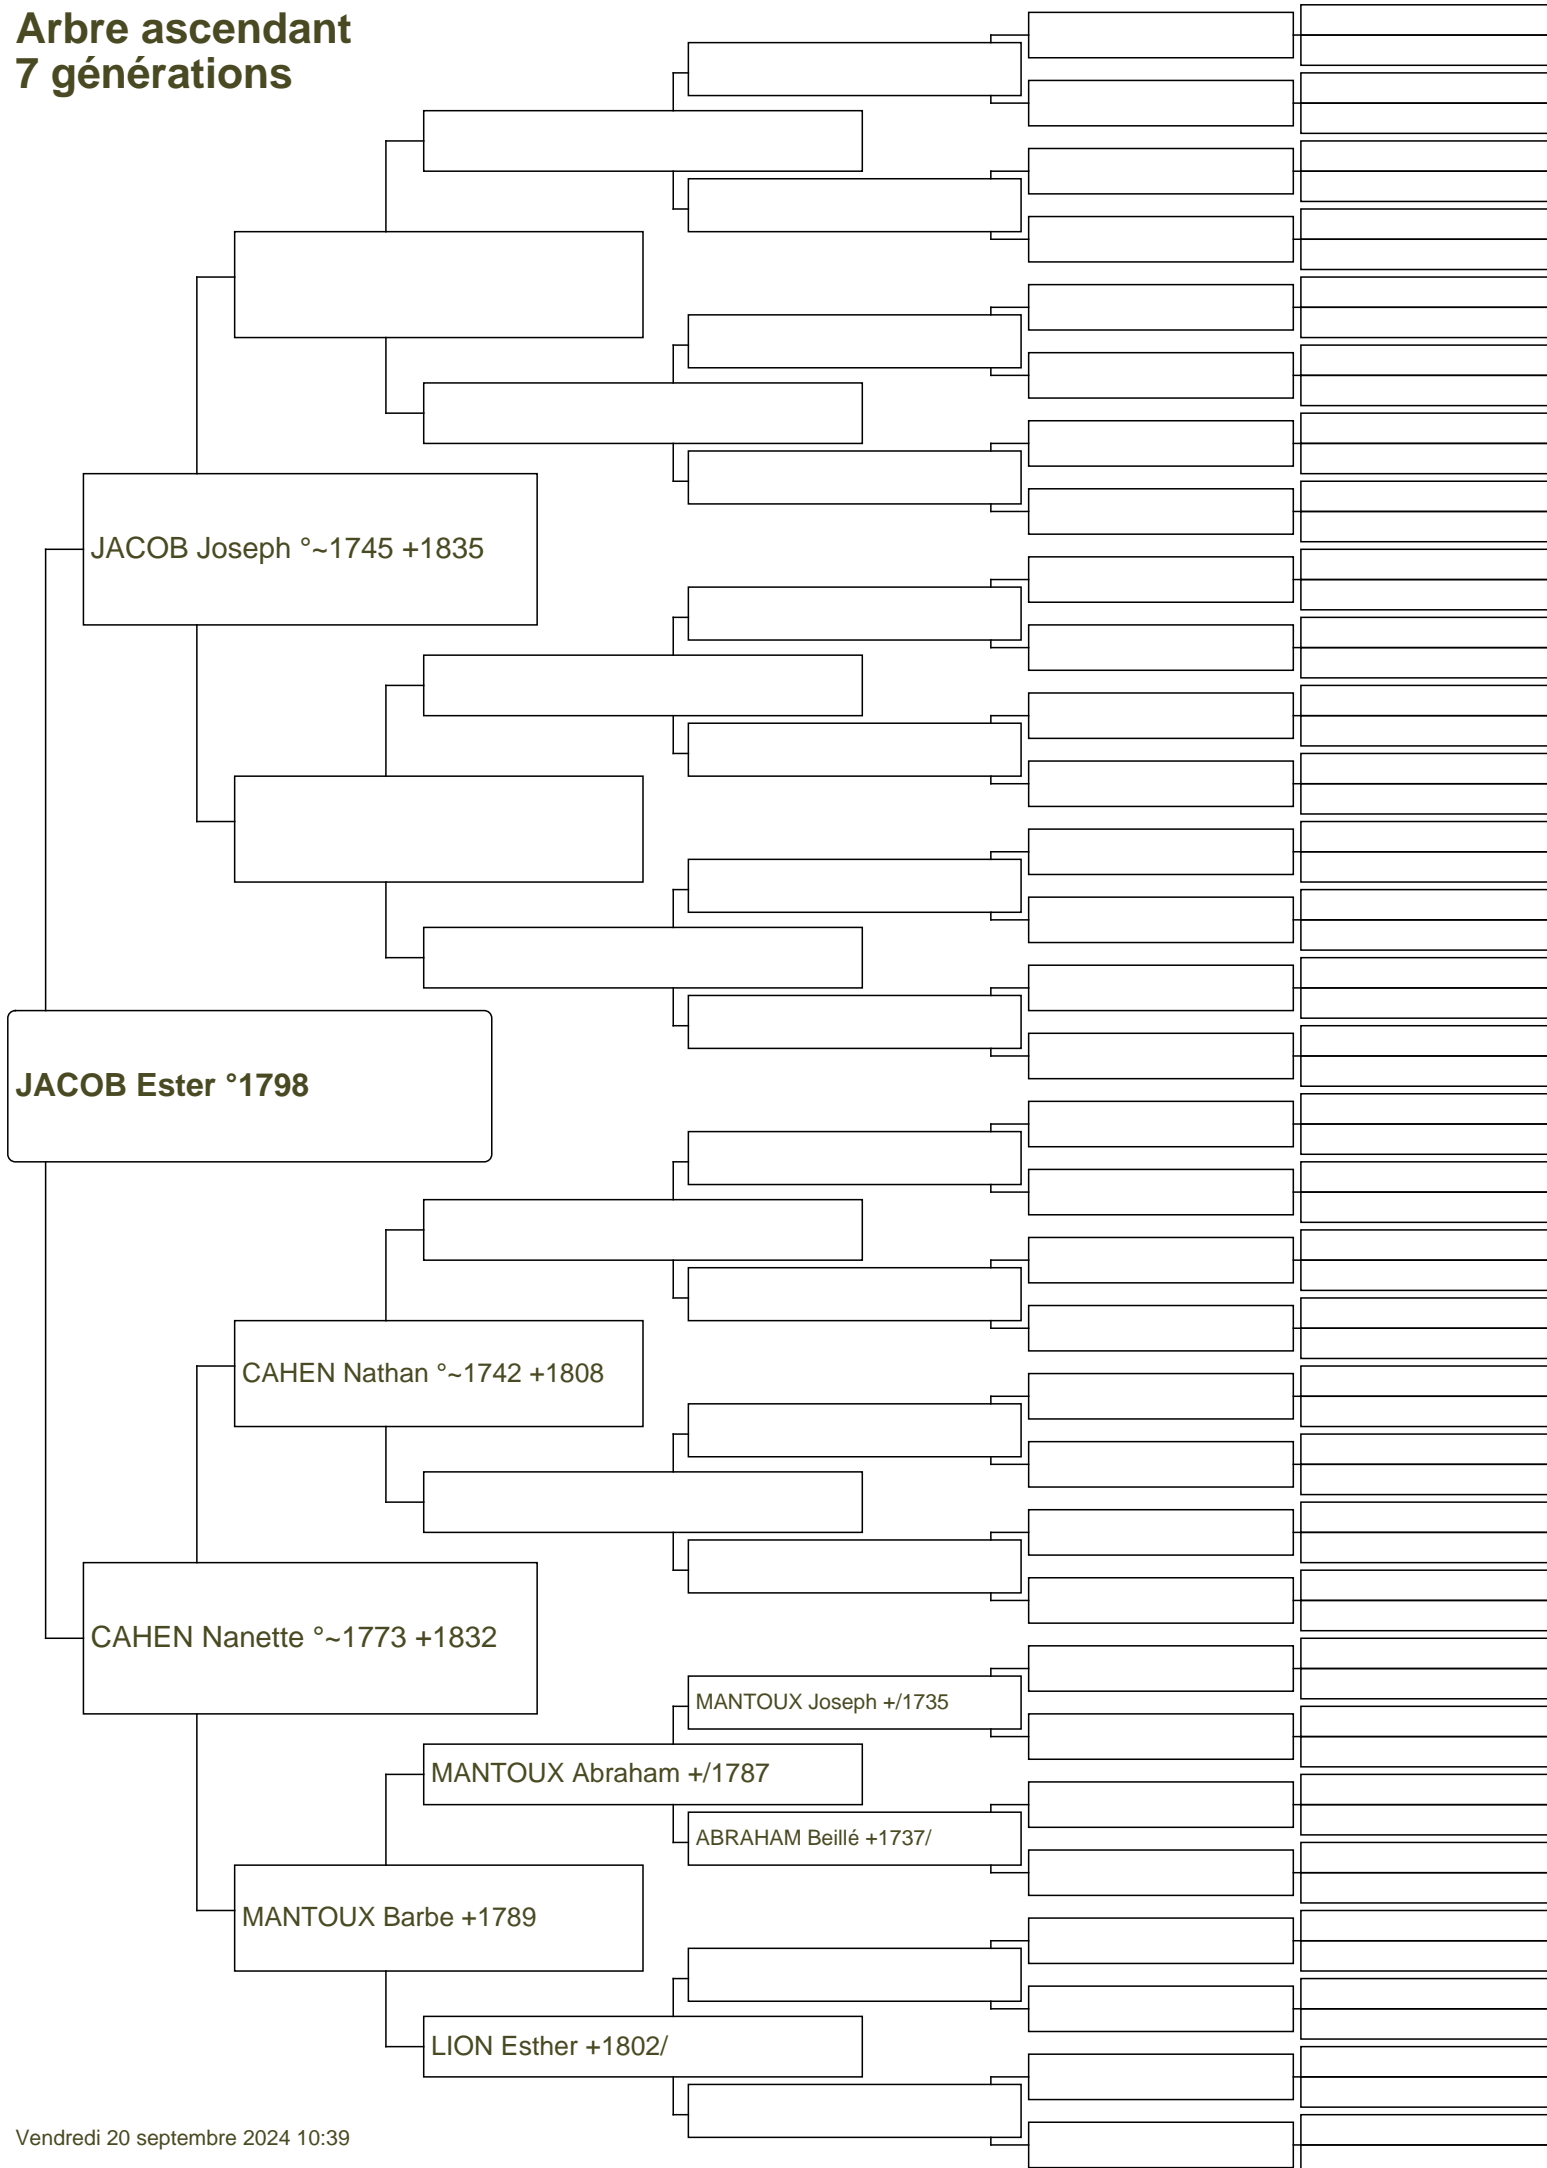 Arbre ascendant
7 générations
JACOB Joseph °~1745 +1835
JACOB Ester °1798
CAHEN Nathan °~1742 +1808
CAHEN Nanette °~1773 +1832
MANTOUX Joseph +/1735
MANTOUX Abraham +/1787
ABRAHAM Beillé +1737/
MANTOUX Barbe +1789
LION Esther +1802/
Vendredi 20 septembre 2024 10:39